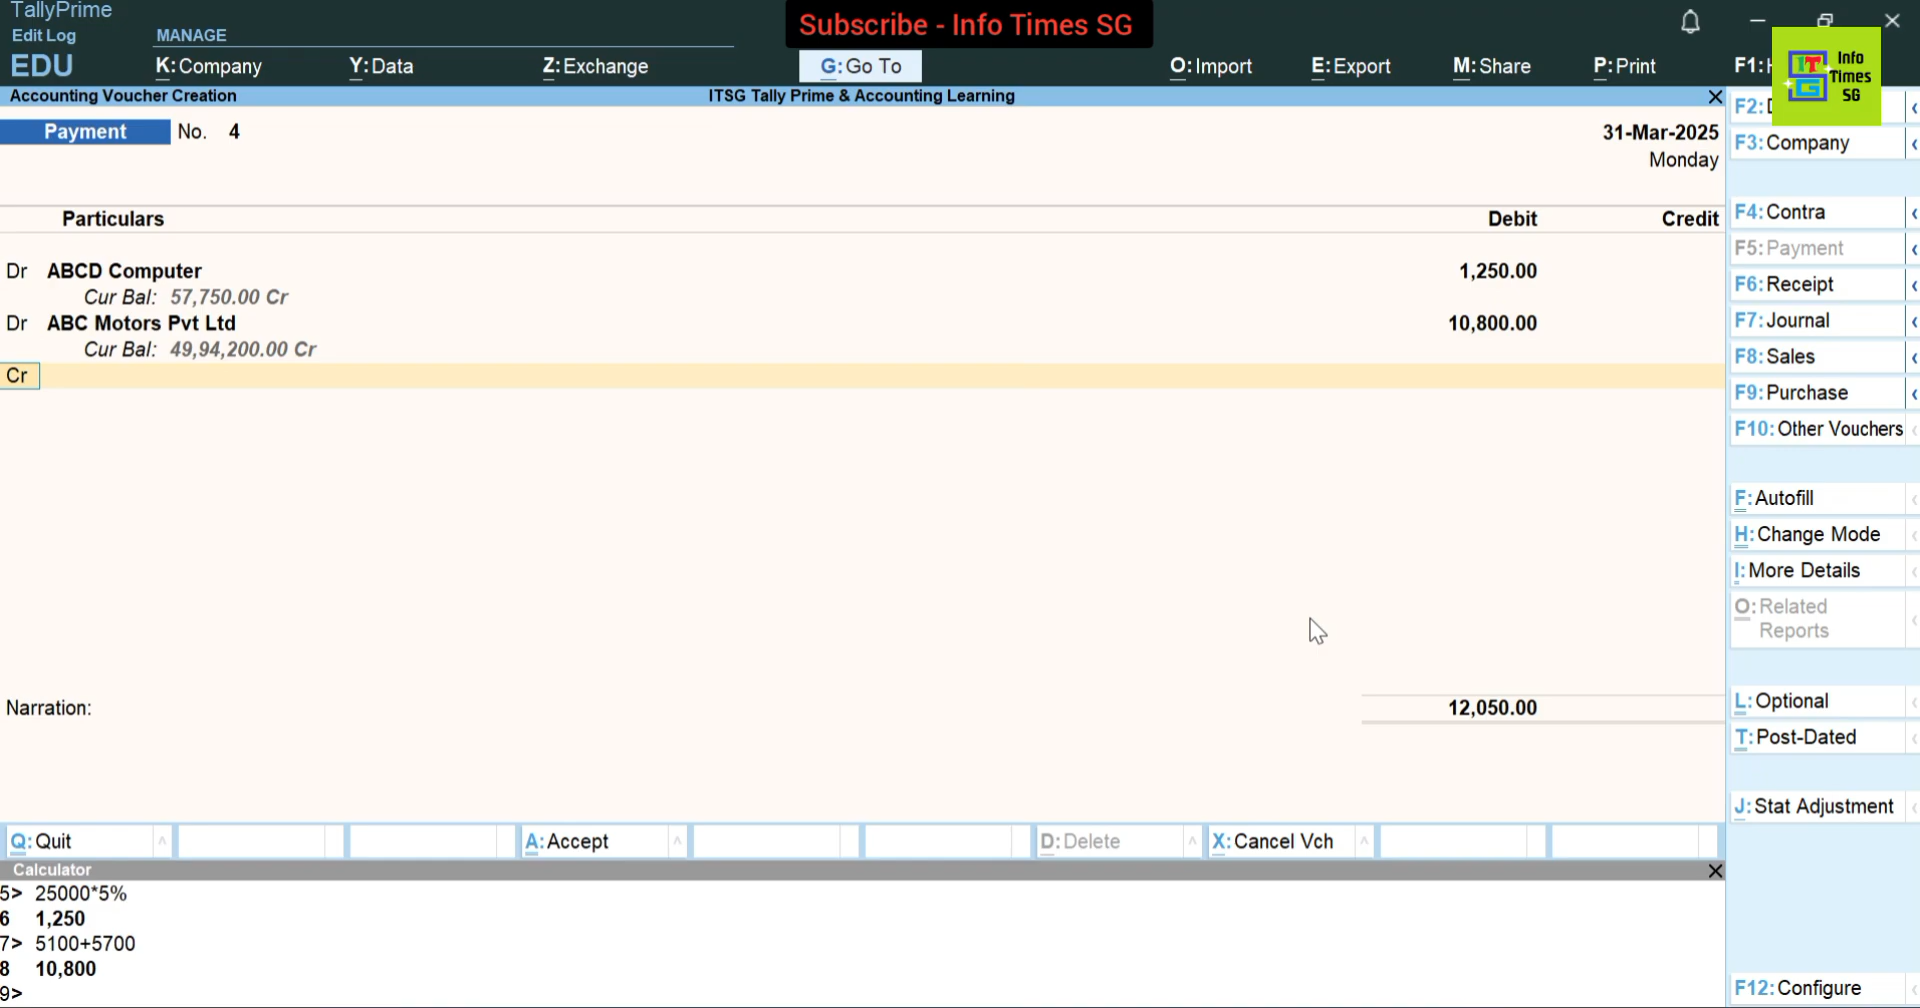 TallyPrime
Edit Log
EDU
MANAGE
K:Company
Y:Data
Z:Exchange
G:Go To
O:Import
E:Export
M:Share
P:Print
F1:
Subscribe - Info Times SG
Info
Times
SG
Accounting Voucher Creation
ITSG Tally Prime & Accounting Learning
Payment No. 4
31-Mar-2025
Monday
Particulars Debit Credit
Dr ABCD Computer 1,250.00
Cur Bal: 57,750.00 Cr
Dr ABC Motors Pvt Ltd 10,800.00
Cur Bal: 49,94,200.00 Cr
Cr
Narration: 12,050.00
F2:
F3:Company
F4:Contra
F5:Payment
F6:Receipt
F7:Journal
F8:Sales
F9:Purchase
F10:Other Vouchers
F:Autofill
H:Change Mode
I:More Details
O:Related
Reports
L:Optional
T:Post-Dated
J:Stat Adjustment
F12:Configure
Q:Quit
A:Accept
D:Delete
X:Cancel Vch
Calculator
5> 25000*5%
6 1,250
7> 5100+5700
8 10,800
9>